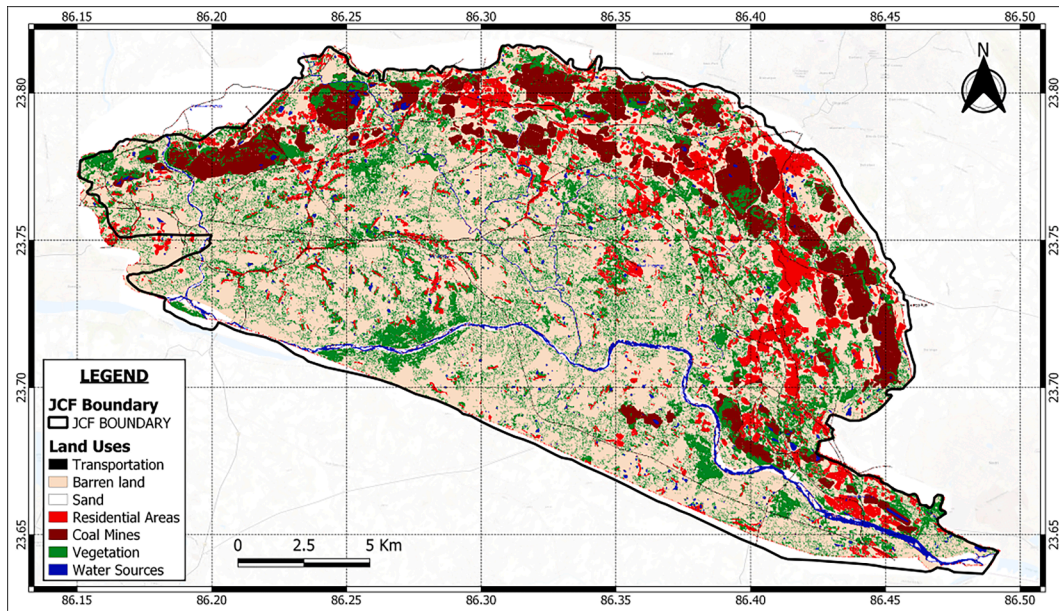 86.15 86.20 86.25 86.30 86.35 86.40 86.45 86.50
N
23.80 23.80
23.75 23.75
23.70 23.70
23.65 23.65
LEGEND
JCF Boundary
JCF BOUNDARY
Land Uses
Transportation
Barren land
Sand
Residential Areas
Coal Mines
Vegetation
Water Sources
0 2.5 5 Km
86.15 86.20 86.25 86.30 86.35 86.40 86.45 86.50